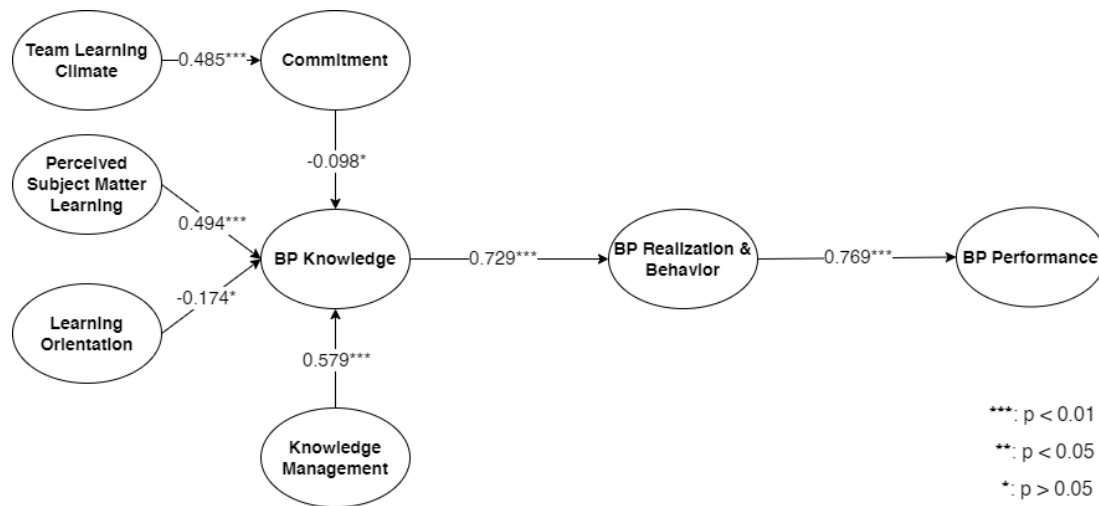 Team Learning
Climate
0.485***
Commitment
-0.098*
Perceived
Subject Matter
Learning
0.494***
BP Knowledge
0.729***
BP Realization &
Behavior
0.769***
BP Performance
-0.174*
Learning
Orientation
0.579***
Knowledge
Management
***: p < 0.01
**: p < 0.05
*: p > 0.05